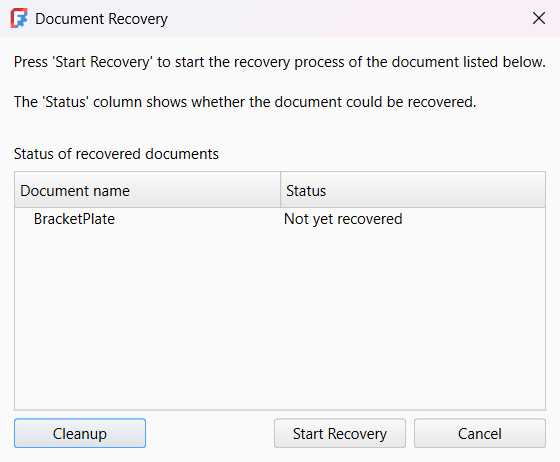 Document Recovery
Press 'Start Recovery' to start the recovery process of the document listed below.
The 'Status' column shows whether the document could be recovered.
Status of recovered documents
Document name Status
BracketPlate Not yet recovered
Cleanup Start Recovery Cancel